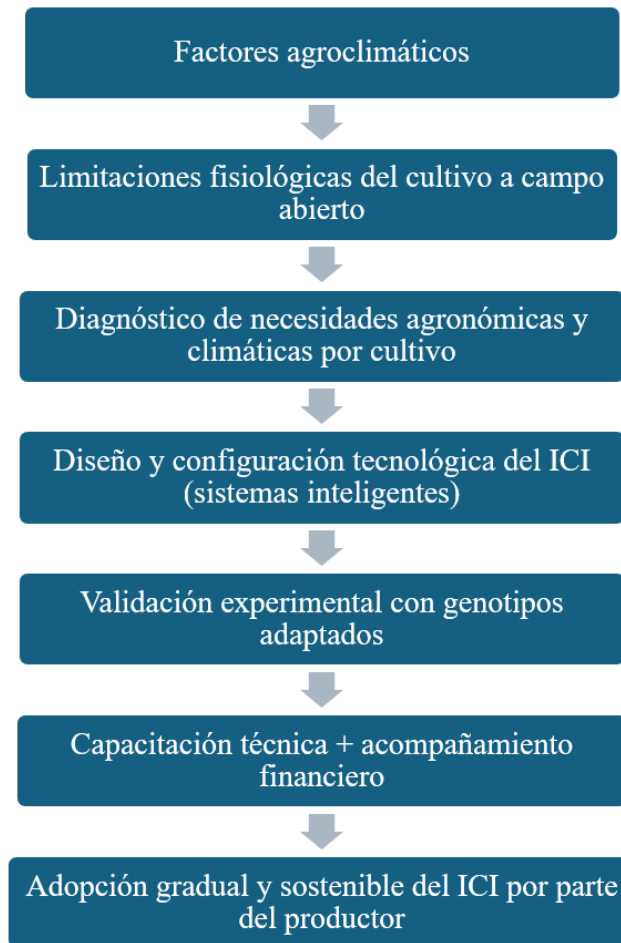 Factores agroclimáticos
Limitaciones fisiológicas del cultivo a campo
abierto
Diagnóstico de necesidades agronómicas y
climáticas por cultivo
Diseño y configuración tecnológica del ICI
(sistemas inteligentes)
Validación experimental con genotipos
adaptados
Capacitación técnica + acompañamiento
financiero
Adopción gradual y sostenible del ICI por parte
del productor